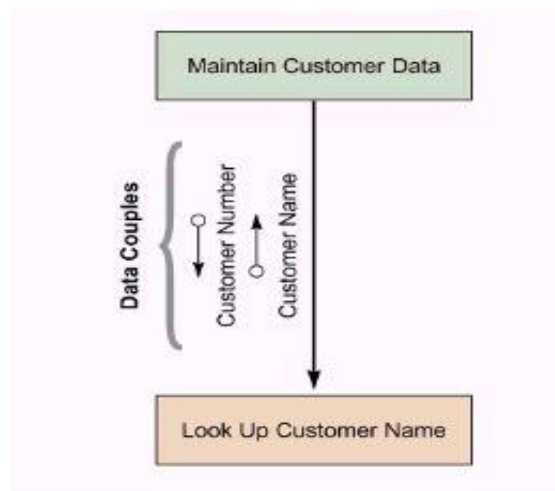 Maintain Customer Data
Data Couples
Customer Number
Customer Name
Look Up Customer Name